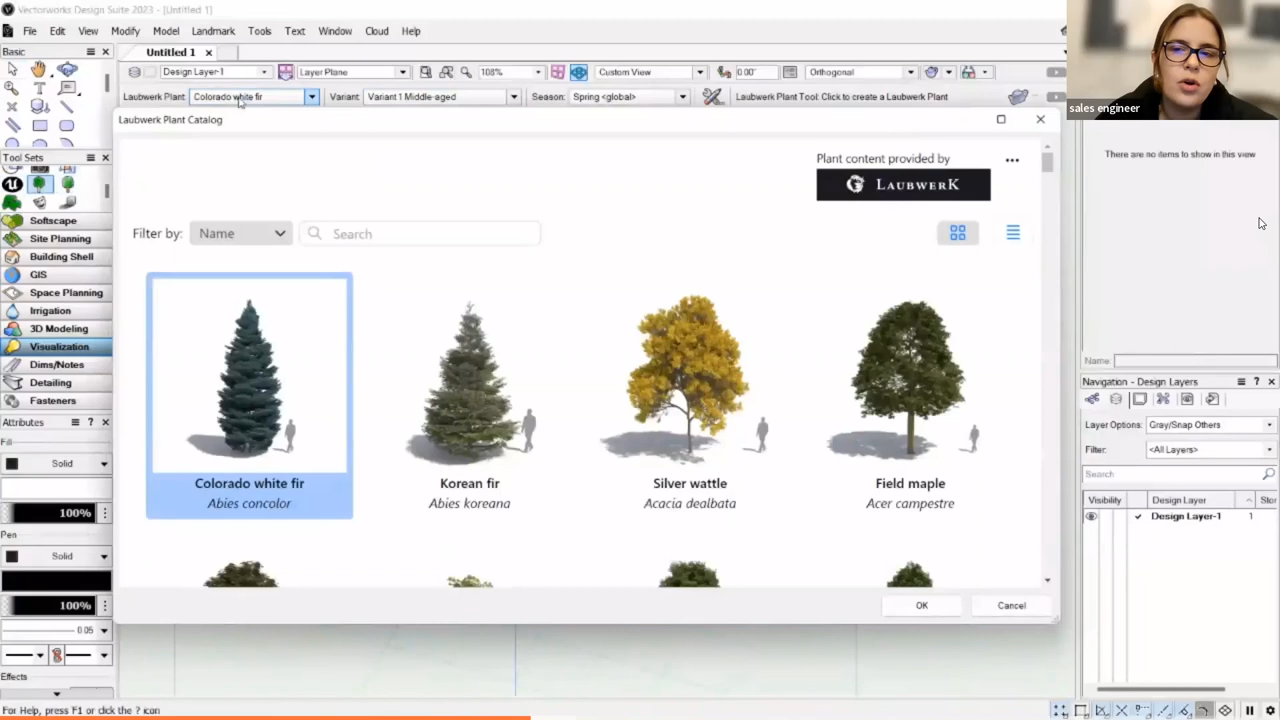 Vectorworks Design Suite 2023 - [Untitled 1]
File Edit View Modify Model Landmark Tools Text Window Cloud Help
Basic
Untitled 1
Design Layer-1 Layer Plane 108% Custom View 0.00° Orthogonal
Laubwerk Plant: Colorado white fir Variant: Variant 1 Middle-aged Season: Spring <global> Laubwerk Plant Tool: Click to create a Laubwerk Plant
sales engineer
Laubwerk Plant Catalog
There are no items to show in this view
Plant content provided by
LAUBWERK
Filter by: Name Search
Colorado white fir
Abies concolor
Korean fir
Abies koreana
Silver wattle
Acacia dealbata
Field maple
Acer campestre
OK Cancel
Tool Sets
Softscape
Site Planning
Building Shell
GIS
Space Planning
Irrigation
3D Modeling
Visualization
Dims/Notes
Detailing
Fasteners
Attributes
Fill
Solid
100%
Pen
Solid
100%
0.05
Effects
Name:
Navigation - Design Layers
Layer Options: Gray/Snap Others
Filter: <All Layers>
Search
Visibility Design Layer Stor
Design Layer-1 1
For Help, press F1 or click the ? icon